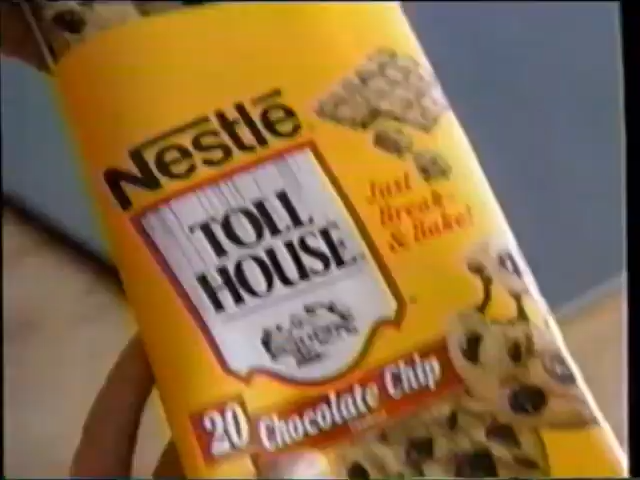 Nestlé
TOLL
HOUSE
Just
Break
& Bake!
20 Chocolate Chip